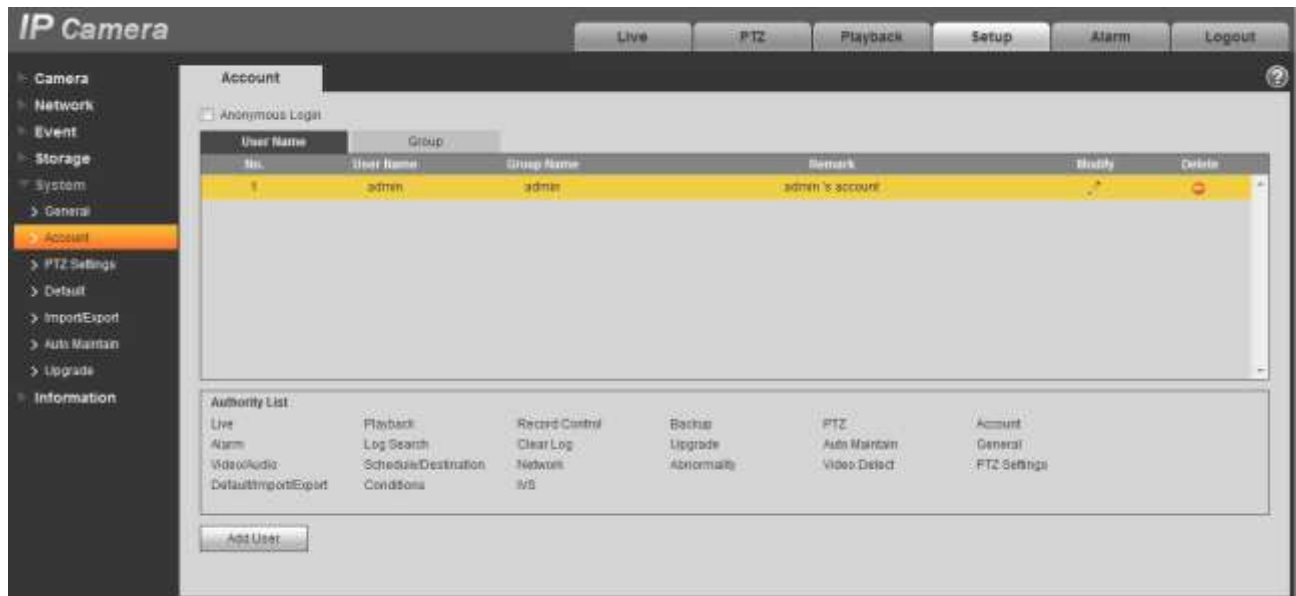 IP Camera
Live PTZ Playback Setup Alarm Logout
Camera
Network
Event
Storage
System
General
Account
PTZ Settings
Default
Import/Export
Auto Maintain
Upgrade
Information
Account
?
Anonymous Login
User Name Group
No. User Name Group Name Remark Modify Delete
1 admin admin admin 's account
Authority List
Live Playback Record Control Backup PTZ Account
Alarm Log Search Clear Log Upgrade Auto Maintain General
Video/Audio Schedule/Destination Network Abnormality Video Detect PTZ Settings
Default/Import/Export Conditions IVS
Add User